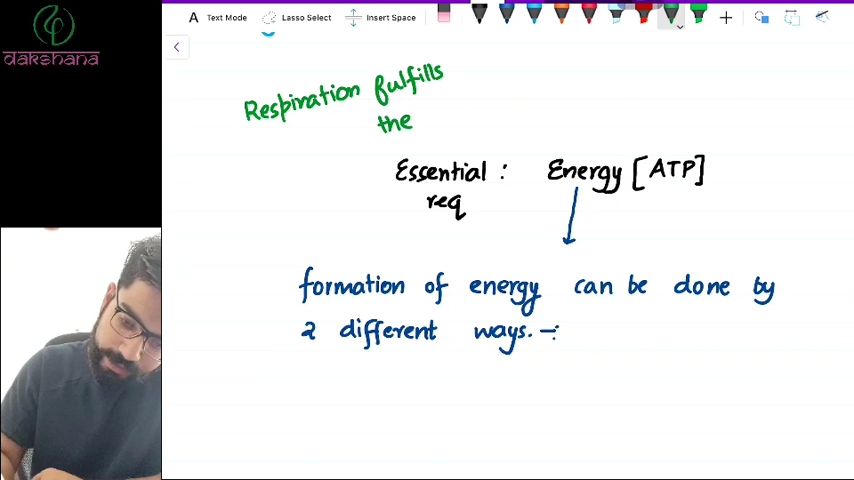 Text Mode Lasso Select Insert Space
dakshana
Respiration fulfills
the
Essential : Energy [ATP]
req
formation of energy can be done by
2 different ways. ÷